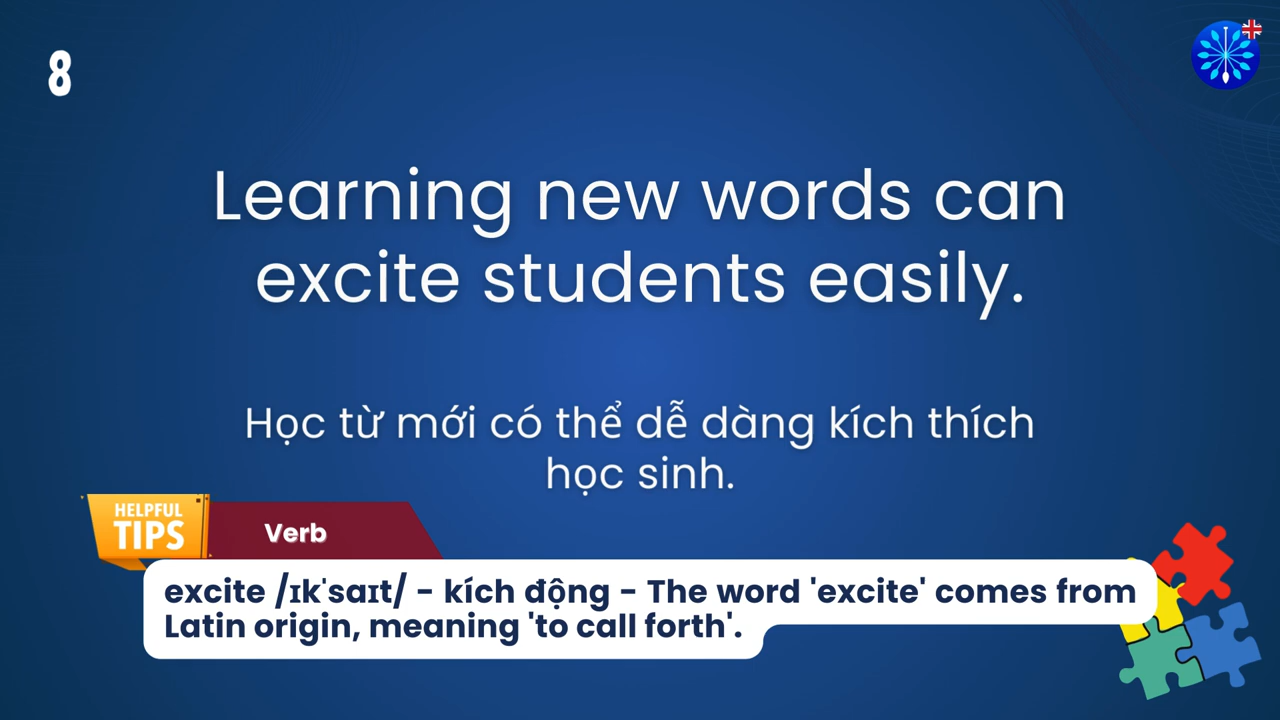 8
Learning new words can
excite students easily.
Học từ mới có thể dễ dàng kích thích
học sinh.
HELPFUL
TIPS
Verb
excite /ɪkˈsaɪt/ - kích động - The word 'excite' comes from
Latin origin, meaning 'to call forth'.